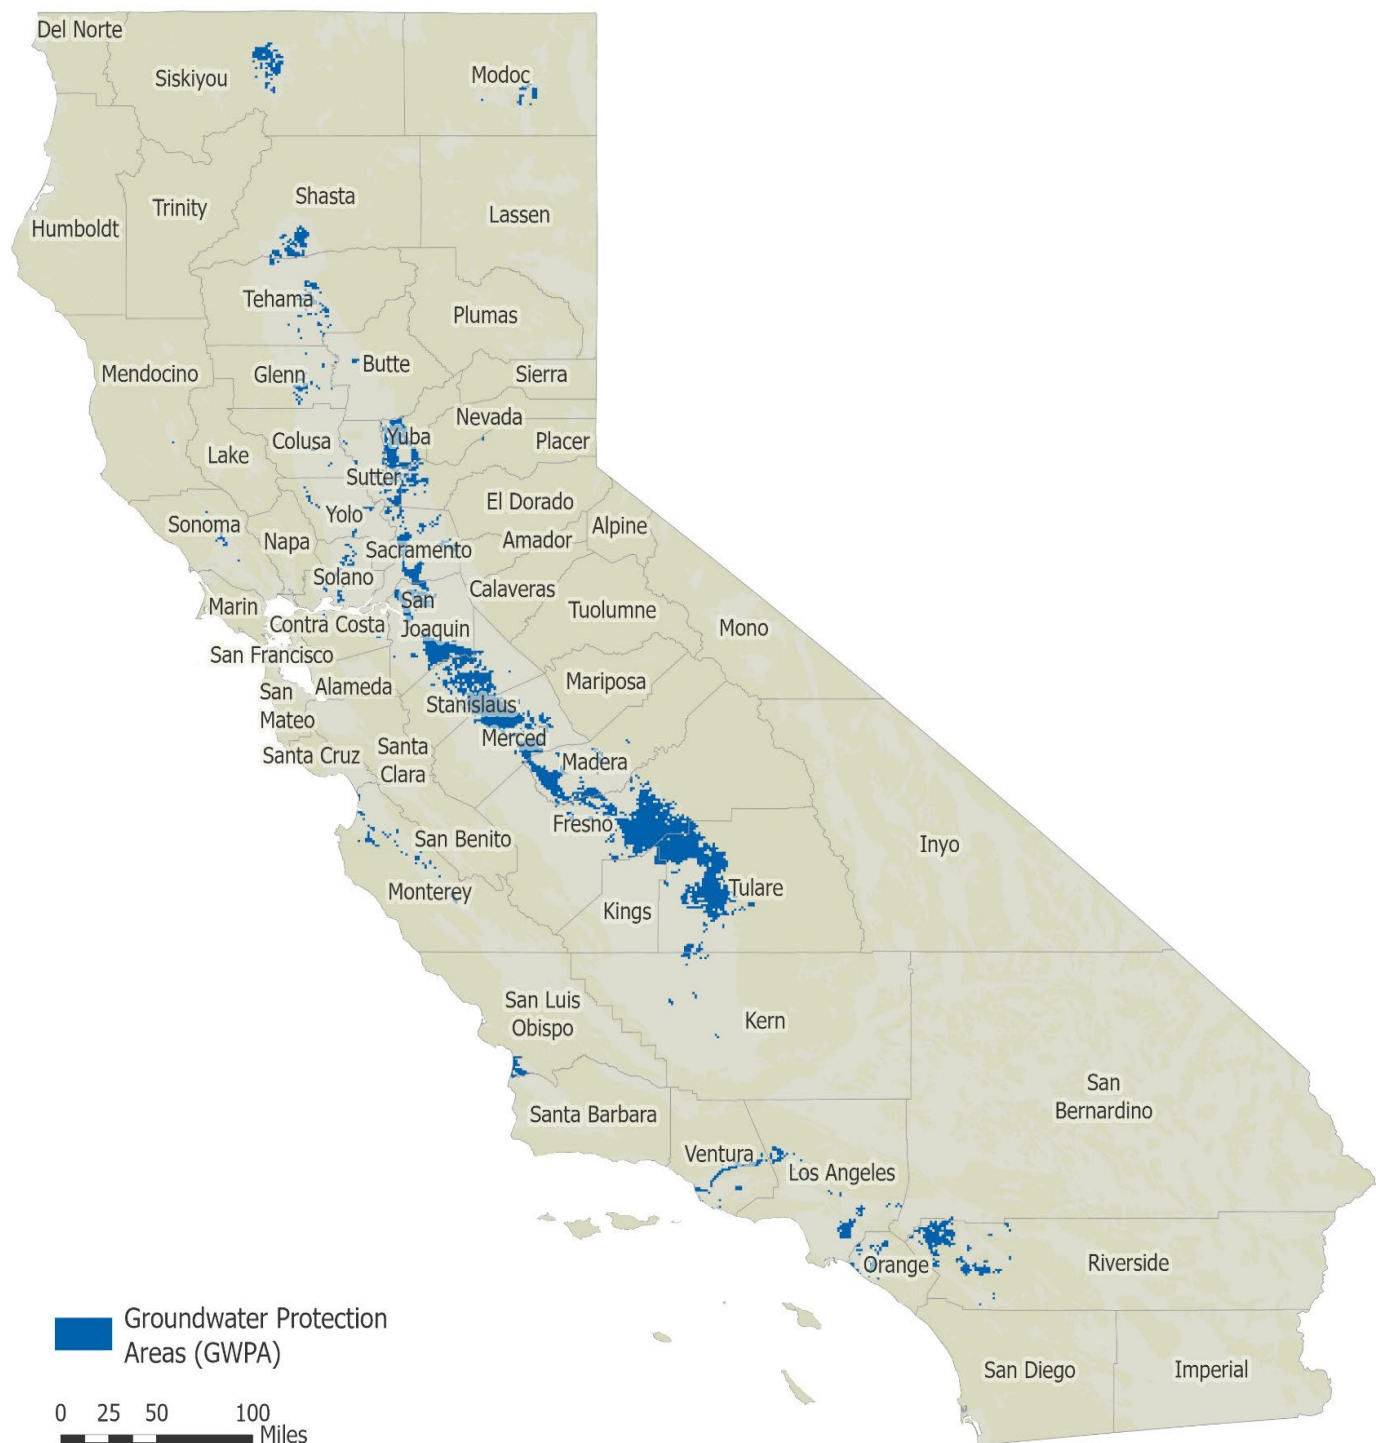 Del Norte
Siskiyou
Modoc
Shasta
Trinity
Lassen
Humboldt
Tehama
Plumas
Mendocino
Glenn
Butte
Sierra
Nevada
Colusa
Yuba
Placer
Lake
Sutter
El Dorado
Yolo
Sonoma
Alpine
Napa
Amador
Sacramento
Solano
Calaveras
Marin
San
Joaquin
Tuolumne
Contra Costa
Mono
San Francisco
Alameda
Mariposa
San
Mateo
Stanislaus
Merced
Santa Cruz
Santa
Clara
Madera
Fresno
San Benito
Inyo
Monterey
Tulare
Kings
San Luis
Obispo
Kern
San
Bernardino
Santa Barbara
Ventura
Los Angeles
Orange
Riverside
San Diego
Imperial
Groundwater Protection
Areas (GWPA)
0 25 50 100
Miles